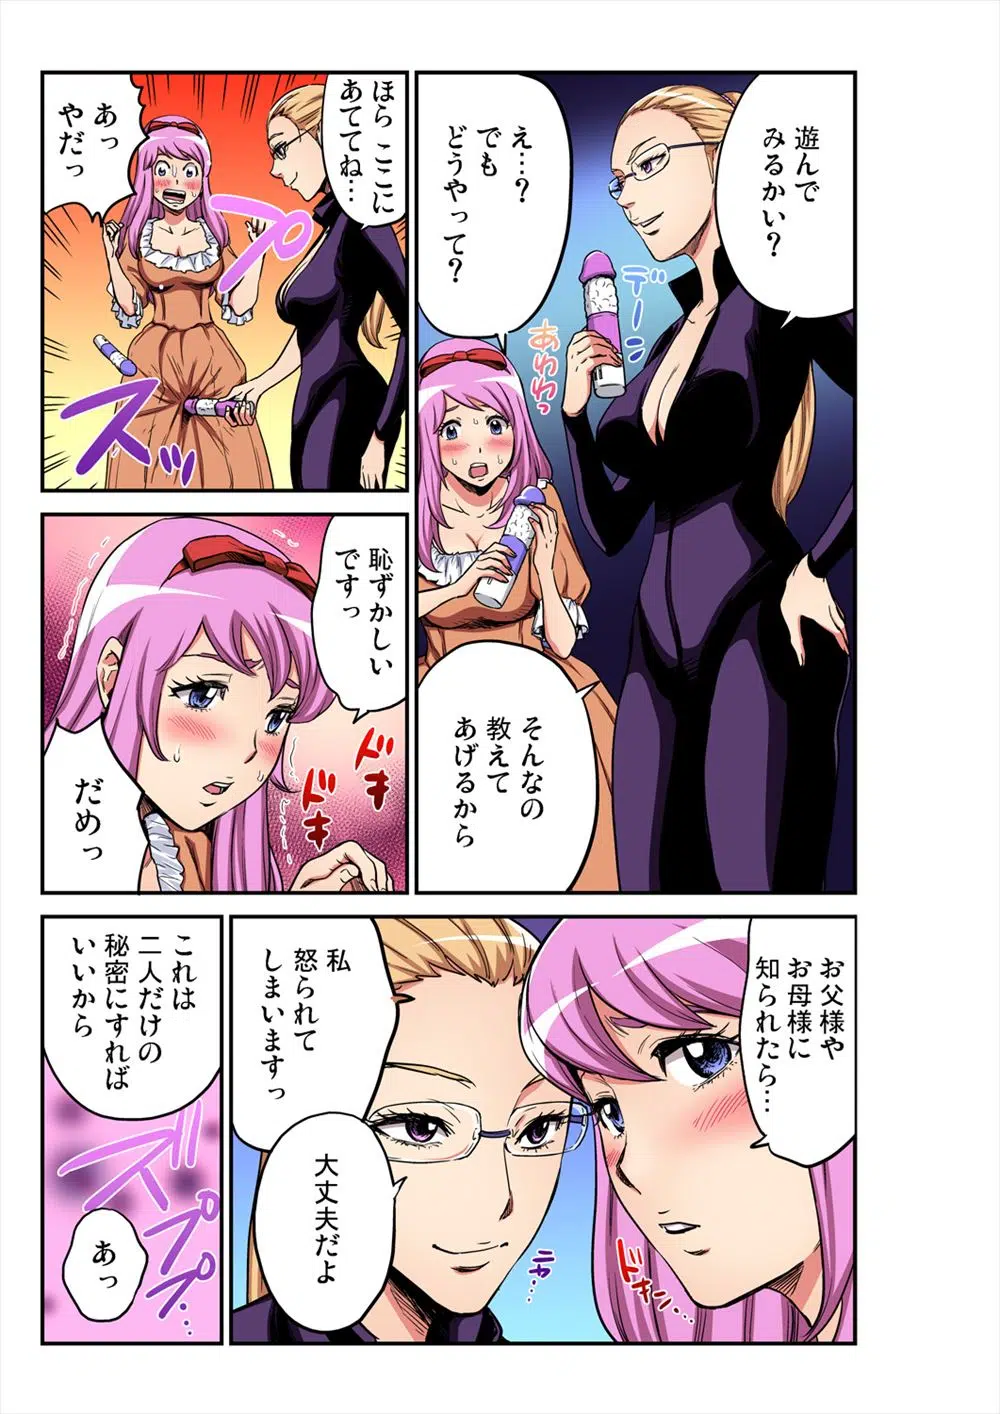 遊んで
みるかい？
え…？
でも
どうやって？
デーン
あわわっ
そんなの
教えて
あげるから
ほら ここに
あててね…
あっ
やだっ
プ
スッ
恥ずかしい
ですっ
ドキ
ドキ
だめっ
お父様や
お母様に
知られたら…
私
怒られて
しまいますっ
大丈夫だよ
ニヤ…
ドキン…
これは
二人だけの
秘密にすれば
いいから
ズプププ…
あっ